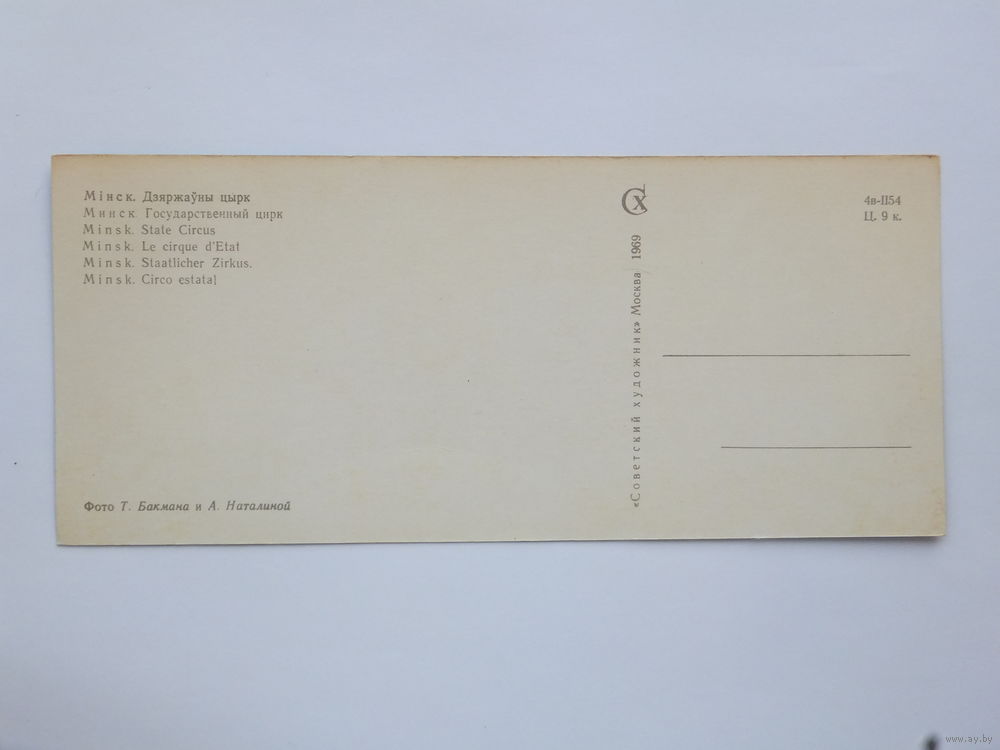 Мінск. Дзяржаўны цырк
Минск. Государственный цирк
Minsk. State Circus
Minsk. Le cirque d'Etat
Minsk. Staatlicher Zirkus.
Minsk. Circo estatal
Фото Т. Бакмана и А. Наталиной
СХ
«Советский художник» Москва 1969
4в-1154
Ц. 9 к.
www.ay.by